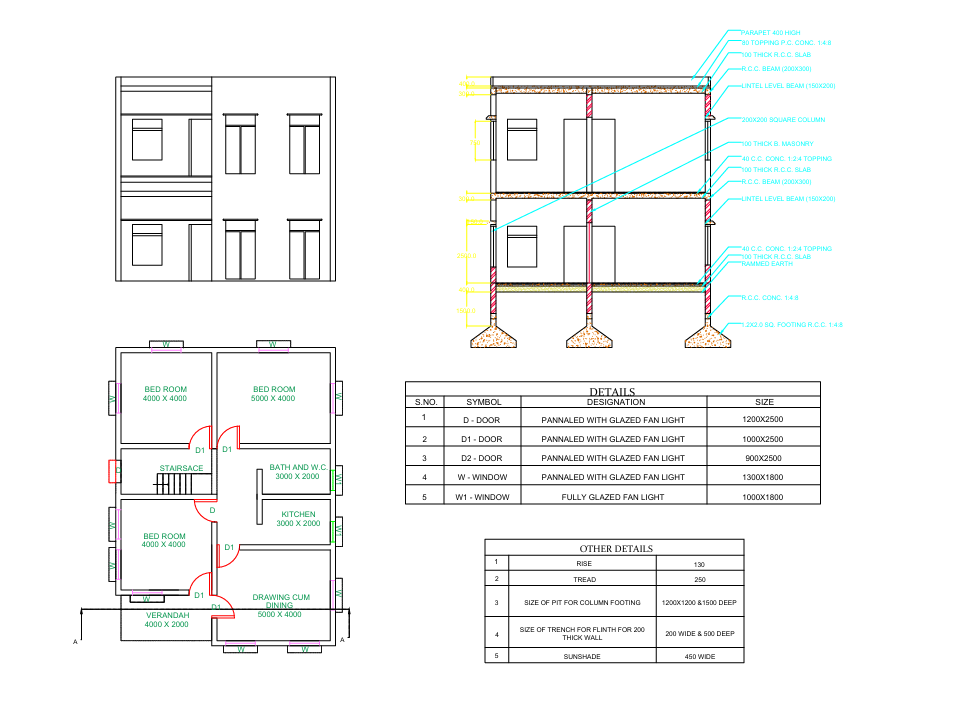 PARAPET 400 HIGH
80 TOPPING P.C. CONC. 1:4:8
100 THICK R.C.C. SLAB
R.C.C. BEAM (200X300)
LINTEL LEVEL BEAM (150X200)
200X200 SQUARE COLUMN
100 THICK B. MASONRY
40 C.C. CONC. 1:2:4 TOPPING
100 THICK R.C.C. SLAB
R.C.C. BEAM (200X300)
LINTEL LEVEL BEAM (150X200)
40 C.C. CONC. 1:2:4 TOPPING
100 THICK R.C.C. SLAB
RAMMED EARTH
R.C.C. CONC. 1:4:8
1.2X2.0 SQ. FOOTING R.C.C. 1:4:8
W
W
BED ROOM
4000 X 4000
BED ROOM
5000 X 4000
W
W
D1
D1
D
STAIRSACE
BATH AND W.C.
3000 X 2000
W1
D
KITCHEN
3000 X 2000
W
W1
BED ROOM
4000 X 4000
D1
W
D1
W
D1
DRAWING CUM
DINING
5000 X 4000
W
VERANDAH
4000 X 2000
A
A
W
W
DETAILS
S.NO. SYMBOL DESIGNATION SIZE
1 D - DOOR PANNALED WITH GLAZED FAN LIGHT 1200X2500
2 D1 - DOOR PANNALED WITH GLAZED FAN LIGHT 1000X2500
3 D2 - DOOR PANNALED WITH GLAZED FAN LIGHT 900X2500
4 W - WINDOW PANNALED WITH GLAZED FAN LIGHT 1300X1800
5 W1 - WINDOW FULLY GLAZED FAN LIGHT 1000X1800
OTHER DETAILS
1 RISE 130
2 TREAD 250
3 SIZE OF PIT FOR COLUMN FOOTING 1200X1200 &1500 DEEP
4 SIZE OF TRENCH FOR FLINTH FOR 200
THICK WALL 200 WIDE & 500 DEEP
5 SUNSHADE 450 WIDE